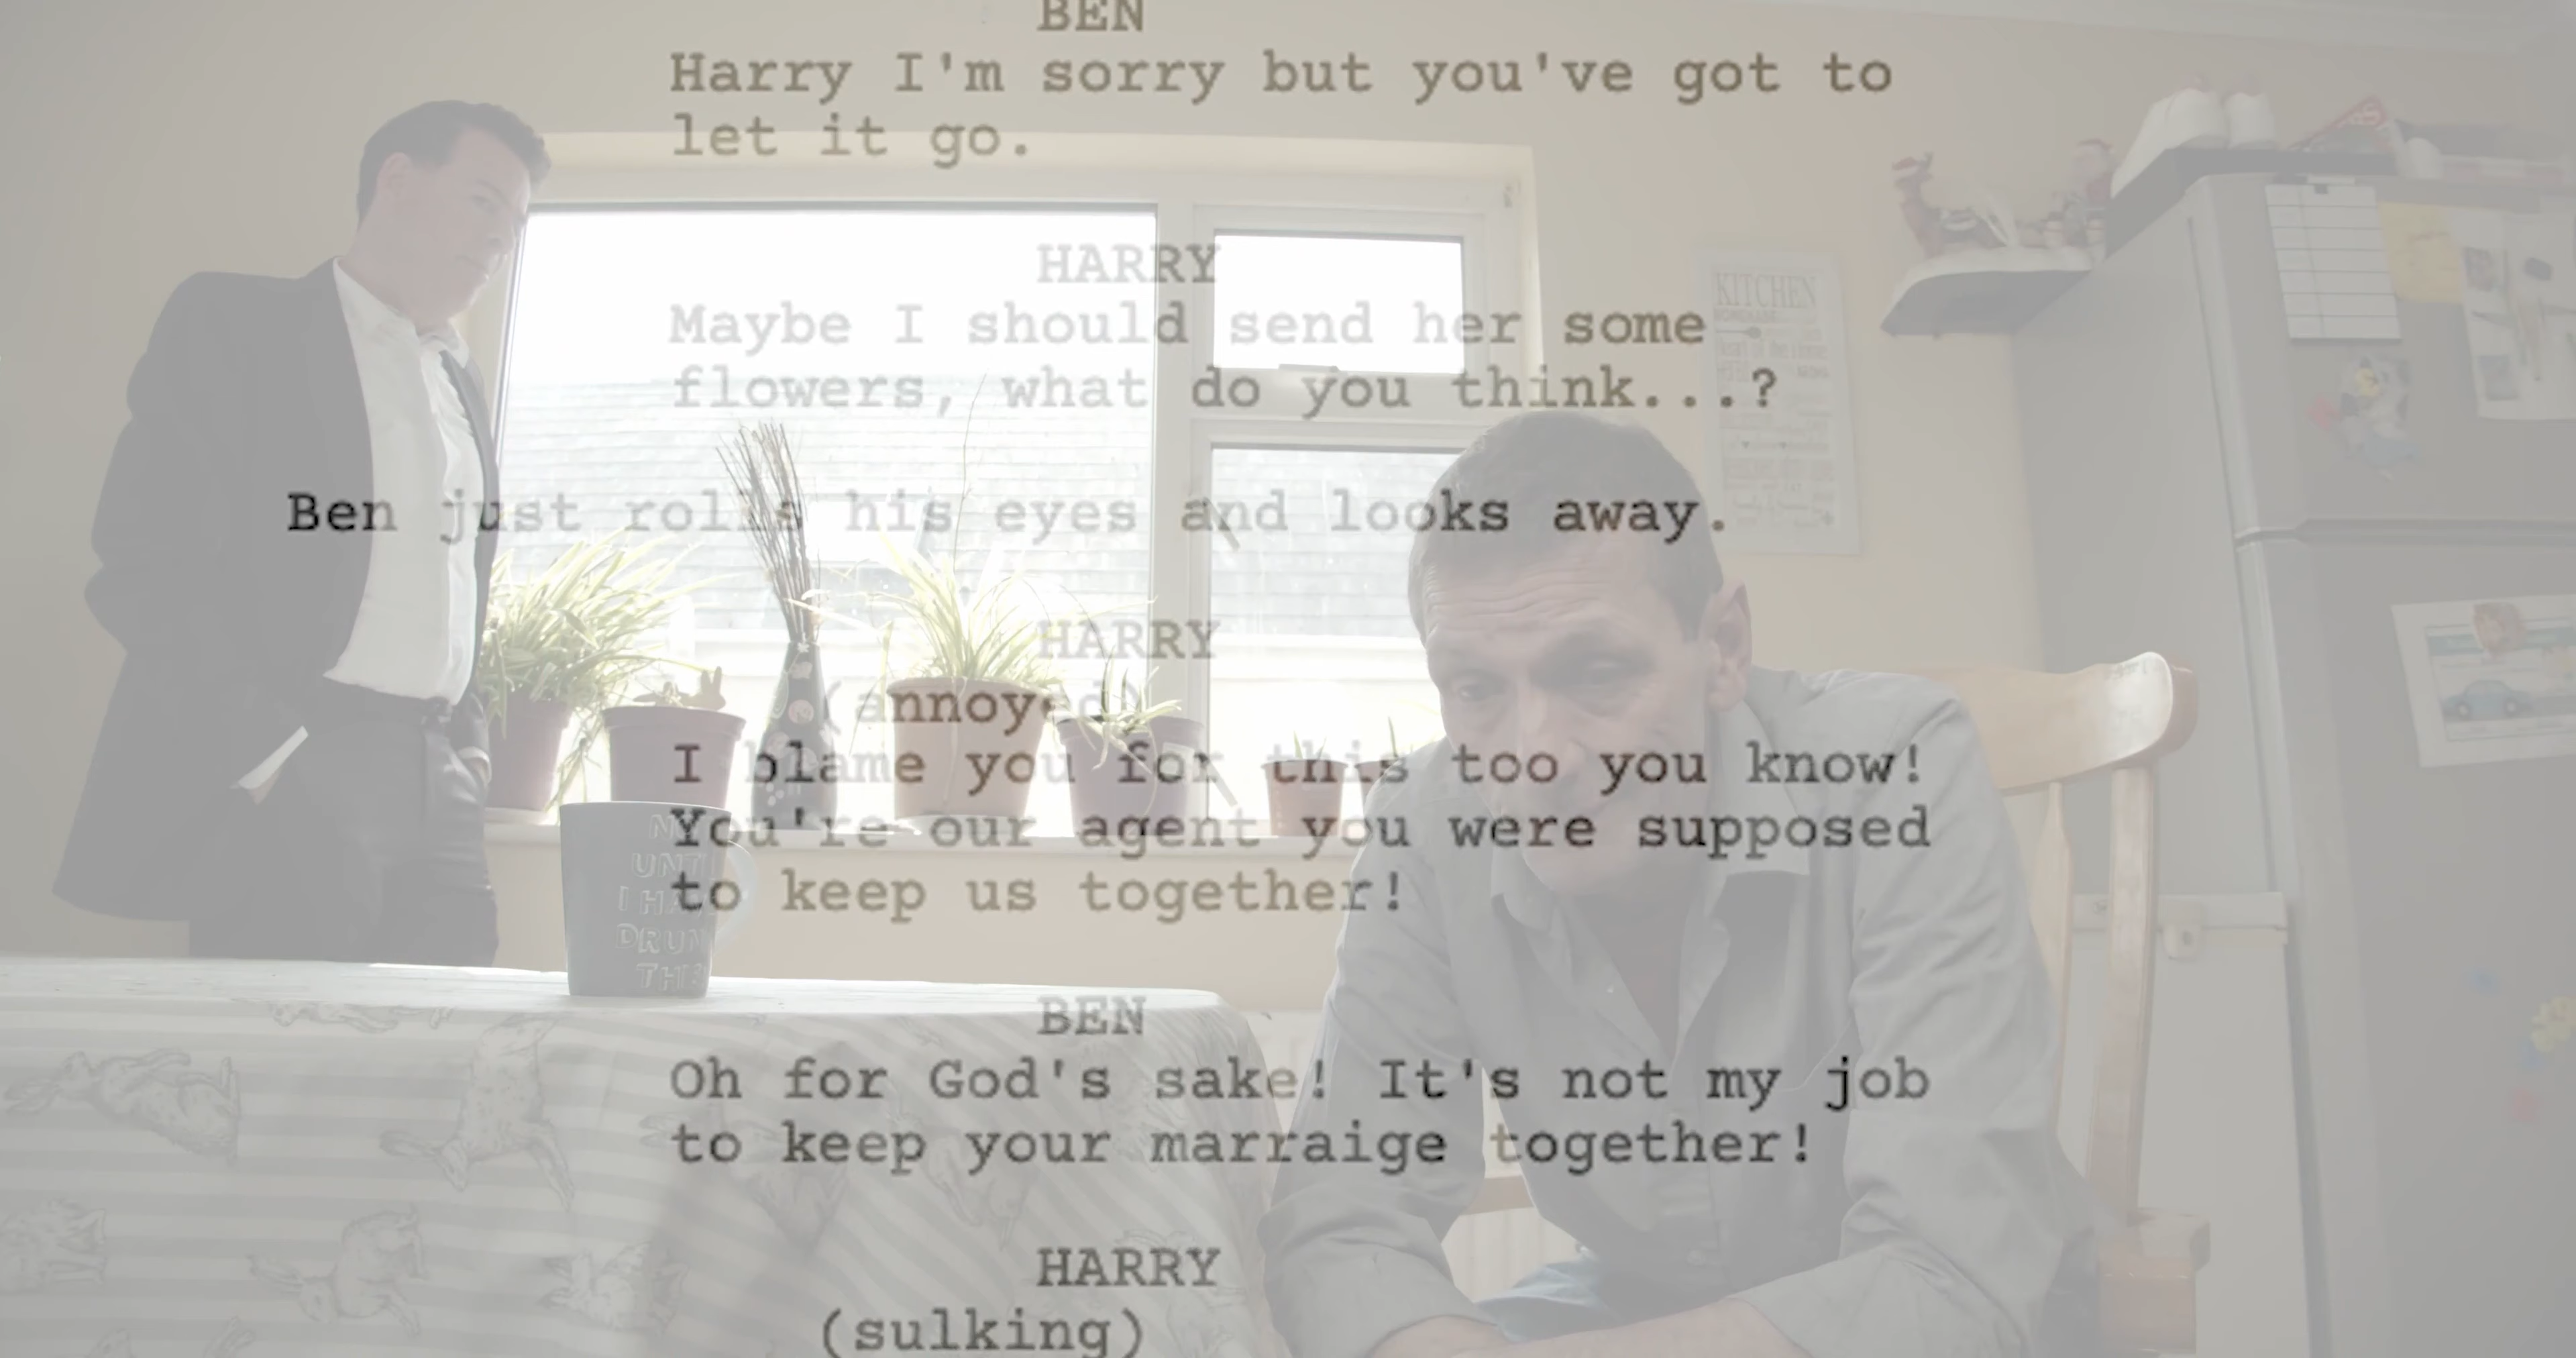 BEN
Harry I'm sorry but you've got to
let it go.
HARRY
Maybe I should send her some
flowers, what do you think...?
Ben just rolls his eyes and looks away.
HARRY
(annoyed)
I blame you for this too you know!
You're our agent you were supposed
to keep us together!
BEN
Oh for God's sake! It's not my job
to keep your marraige together!
HARRY
(sulking)
KITCHEN
I
THE